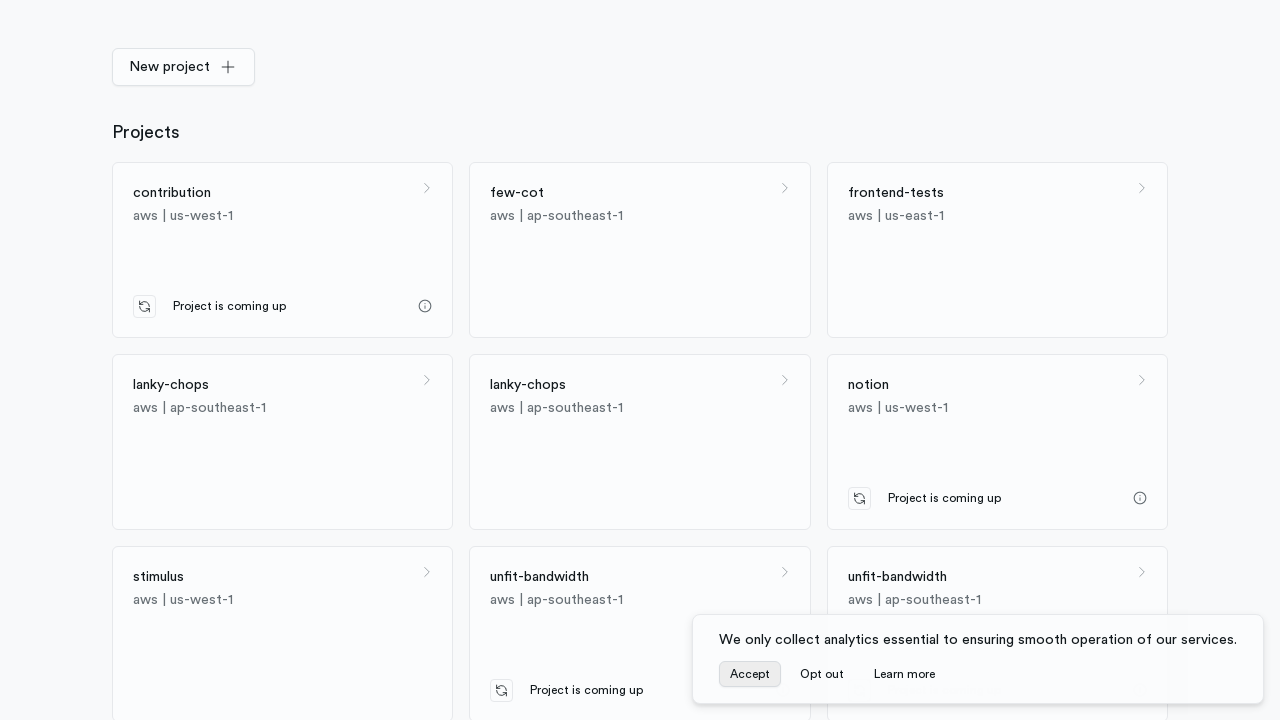 New project
Projects
contribution
aws | us-west-1
Project is coming up
few-cot
aws | ap-southeast-1
frontend-tests
aws | us-east-1
lanky-chops
aws | ap-southeast-1
lanky-chops
aws | ap-southeast-1
notion
aws | us-west-1
Project is coming up
stimulus
aws | us-west-1
unfit-bandwidth
aws | ap-southeast-1
Project is coming up
unfit-bandwidth
aws | ap-southeast-1
We only collect analytics essential to ensuring smooth operation of our services.
Accept Opt out Learn more